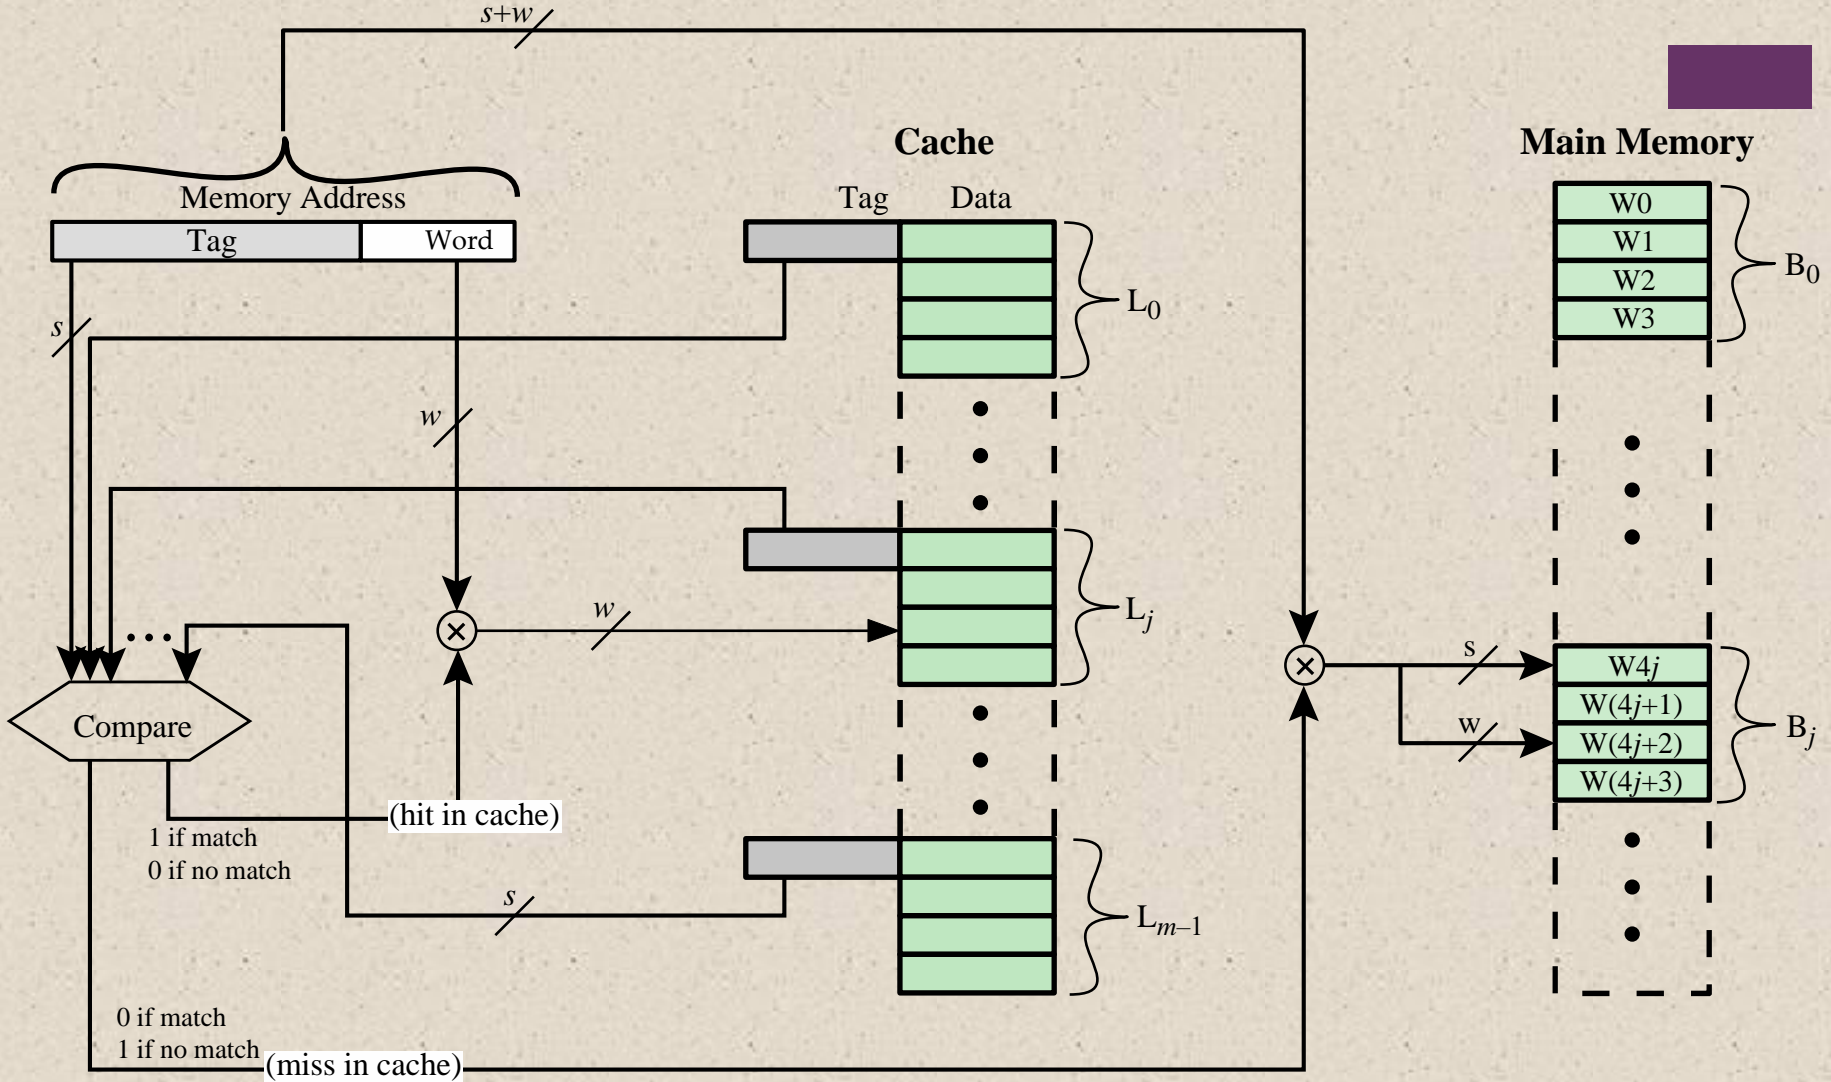 s+w
Cache
Main Memory
Memory Address
Tag Data
Tag Word
W0
W1
W2
W3
B0
L0
s
w
Lj
w
s
W4j
W(4j+1)
w
W(4j+2)
W(4j+3)
Bj
Compare
(hit in cache)
1 if match
0 if no match
s
Lm–1
0 if match
1 if no match
(miss in cache)